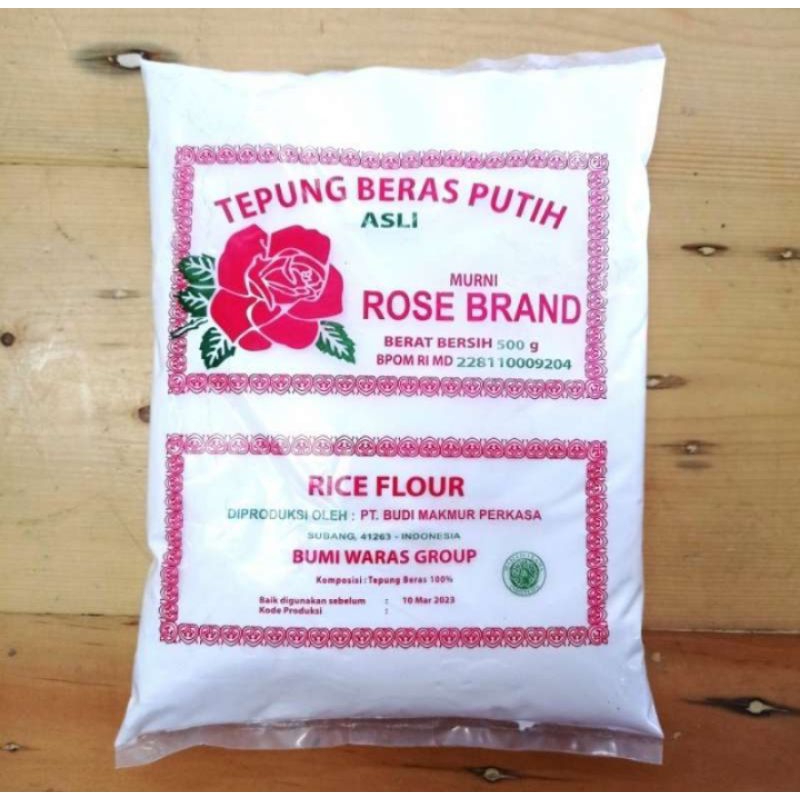 TEPUNG BERAS PUTIH
ASLI
MURNI
ROSE BRAND
BERAT BERSIH 500 g
BPOM RI MD 228110009204
RICE FLOUR
DIPRODUKSI OLEH : PT. BUDI MAKMUR PERKASA
SUBANG, 41263 - INDONESIA
BUMI WARAS GROUP
Komposisi : Tepung Beras 100%
Baik digunakan sebelum : 10 Mar 2023
Kode Produksi :